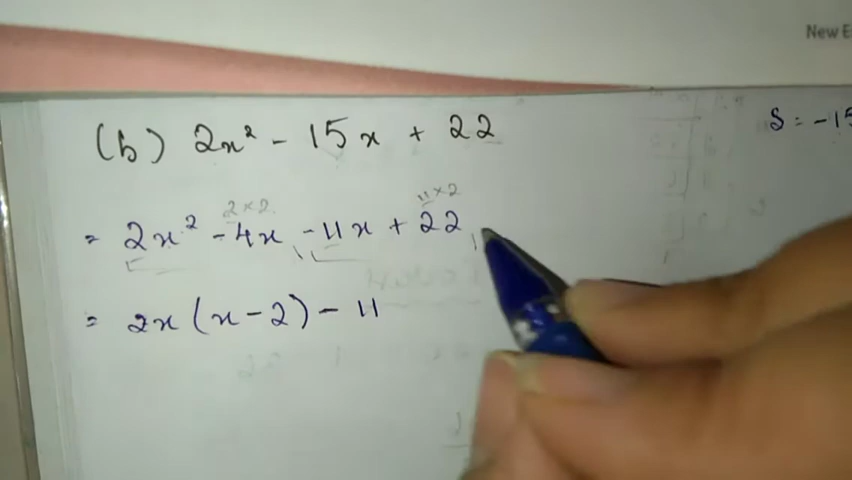 New E
(b) 2x² - 15x + 22
S = -15
2×2 11×2
= 2x² - 4x - 11x + 22
= 2x(x - 2) - 11